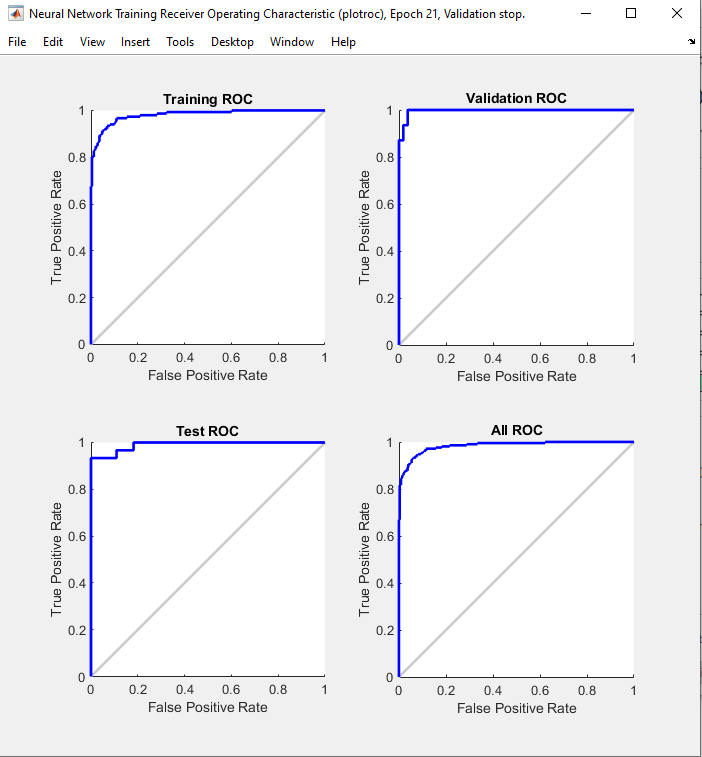 Neural Network Training Receiver Operating Characteristic (plotroc), Epoch 21, Validation stop.
File Edit View Insert Tools Desktop Window Help
Training ROC
True Positive Rate
1
0.8
0.6
0.4
0.2
0
0 0.2 0.4 0.6 0.8 1
False Positive Rate
Validation ROC
True Positive Rate
1
0.8
0.6
0.4
0.2
0
0 0.2 0.4 0.6 0.8 1
False Positive Rate
Test ROC
True Positive Rate
1
0.8
0.6
0.4
0.2
0
0 0.2 0.4 0.6 0.8 1
False Positive Rate
All ROC
True Positive Rate
1
0.8
0.6
0.4
0.2
0
0 0.2 0.4 0.6 0.8 1
False Positive Rate